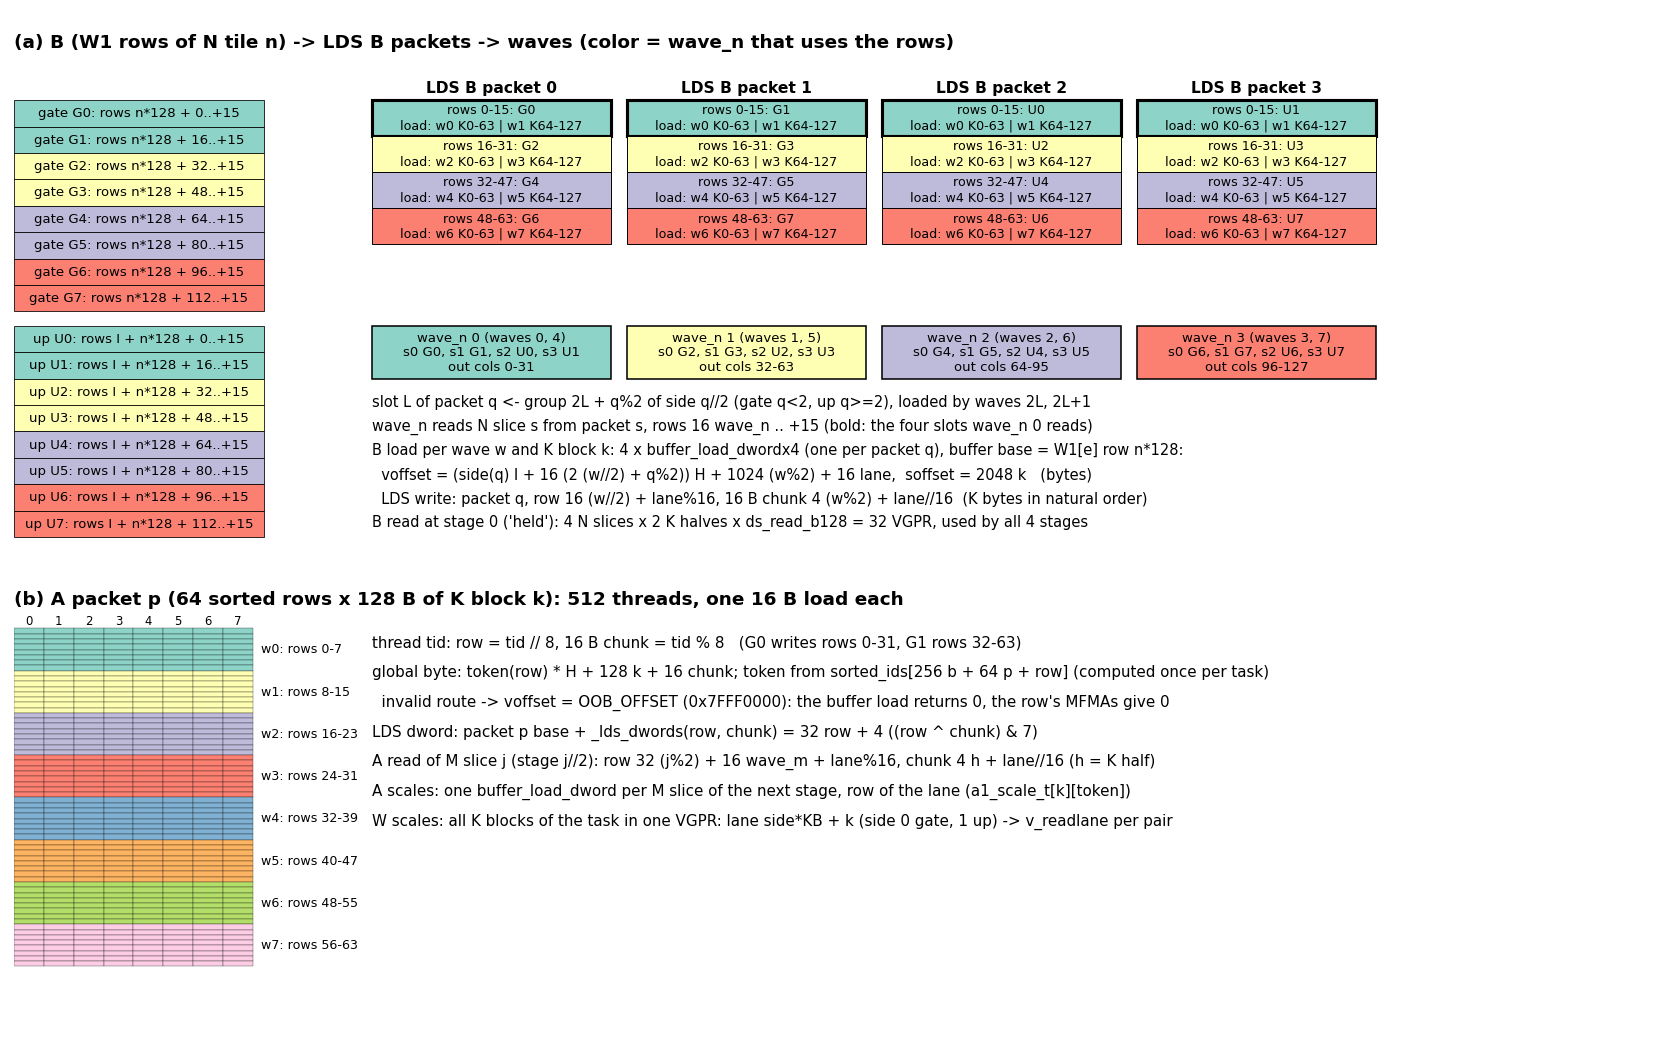 (a) B (W1 rows of N tile n) -> LDS B packets -> waves (color = wave_n that uses the rows)
gate G0: rows n*128 + 0..+15
gate G1: rows n*128 + 16..+15
gate G2: rows n*128 + 32..+15
gate G3: rows n*128 + 48..+15
gate G4: rows n*128 + 64..+15
gate G5: rows n*128 + 80..+15
gate G6: rows n*128 + 96..+15
gate G7: rows n*128 + 112..+15
up U0: rows I + n*128 + 0..+15
up U1: rows I + n*128 + 16..+15
up U2: rows I + n*128 + 32..+15
up U3: rows I + n*128 + 48..+15
up U4: rows I + n*128 + 64..+15
up U5: rows I + n*128 + 80..+15
up U6: rows I + n*128 + 96..+15
up U7: rows I + n*128 + 112..+15
LDS B packet 0
rows 0-15: G0
load: w0 K0-63 | w1 K64-127
rows 16-31: G2
load: w2 K0-63 | w3 K64-127
rows 32-47: G4
load: w4 K0-63 | w5 K64-127
rows 48-63: G6
load: w6 K0-63 | w7 K64-127
LDS B packet 1
rows 0-15: G1
load: w0 K0-63 | w1 K64-127
rows 16-31: G3
load: w2 K0-63 | w3 K64-127
rows 32-47: G5
load: w4 K0-63 | w5 K64-127
rows 48-63: G7
load: w6 K0-63 | w7 K64-127
LDS B packet 2
rows 0-15: U0
load: w0 K0-63 | w1 K64-127
rows 16-31: U2
load: w2 K0-63 | w3 K64-127
rows 32-47: U4
load: w4 K0-63 | w5 K64-127
rows 48-63: U6
load: w6 K0-63 | w7 K64-127
LDS B packet 3
rows 0-15: U1
load: w0 K0-63 | w1 K64-127
rows 16-31: U3
load: w2 K0-63 | w3 K64-127
rows 32-47: U5
load: w4 K0-63 | w5 K64-127
rows 48-63: U7
load: w6 K0-63 | w7 K64-127
wave_n 0 (waves 0, 4)
s0 G0, s1 G1, s2 U0, s3 U1
out cols 0-31
wave_n 1 (waves 1, 5)
s0 G2, s1 G3, s2 U2, s3 U3
out cols 32-63
wave_n 2 (waves 2, 6)
s0 G4, s1 G5, s2 U4, s3 U5
out cols 64-95
wave_n 3 (waves 3, 7)
s0 G6, s1 G7, s2 U6, s3 U7
out cols 96-127
slot L of packet q <- group 2L + q%2 of side q//2 (gate q<2, up q>=2), loaded by waves 2L, 2L+1
wave_n reads N slice s from packet s, rows 16 wave_n .. +15 (bold: the four slots wave_n 0 reads)
B load per wave w and K block k: 4 x buffer_load_dwordx4 (one per packet q), buffer base = W1[e] row n*128:
voffset = (side(q) I + 16 (2 (w//2) + q%2)) H + 1024 (w%2) + 16 lane, soffset = 2048 k (bytes)
LDS write: packet q, row 16 (w//2) + lane%16, 16 B chunk 4 (w%2) + lane//16 (K bytes in natural order)
B read at stage 0 ('held'): 4 N slices x 2 K halves x ds_read_b128 = 32 VGPR, used by all 4 stages
(b) A packet p (64 sorted rows x 128 B of K block k): 512 threads, one 16 B load each
0 1 2 3 4 5 6 7
w0: rows 0-7
w1: rows 8-15
w2: rows 16-23
w3: rows 24-31
w4: rows 32-39
w5: rows 40-47
w6: rows 48-55
w7: rows 56-63
thread tid: row = tid // 8, 16 B chunk = tid % 8 (G0 writes rows 0-31, G1 rows 32-63)
global byte: token(row) * H + 128 k + 16 chunk; token from sorted_ids[256 b + 64 p + row] (computed once per task)
invalid route -> voffset = OOB_OFFSET (0x7FFF0000): the buffer load returns 0, the row's MFMAs give 0
LDS dword: packet p base + _lds_dwords(row, chunk) = 32 row + 4 ((row ^ chunk) & 7)
A read of M slice j (stage j//2): row 32 (j%2) + 16 wave_m + lane%16, chunk 4 h + lane//16 (h = K half)
A scales: one buffer_load_dword per M slice of the next stage, row of the lane (a1_scale_t[k][token])
W scales: all K blocks of the task in one VGPR: lane side*KB + k (side 0 gate, 1 up) -> v_readlane per pair